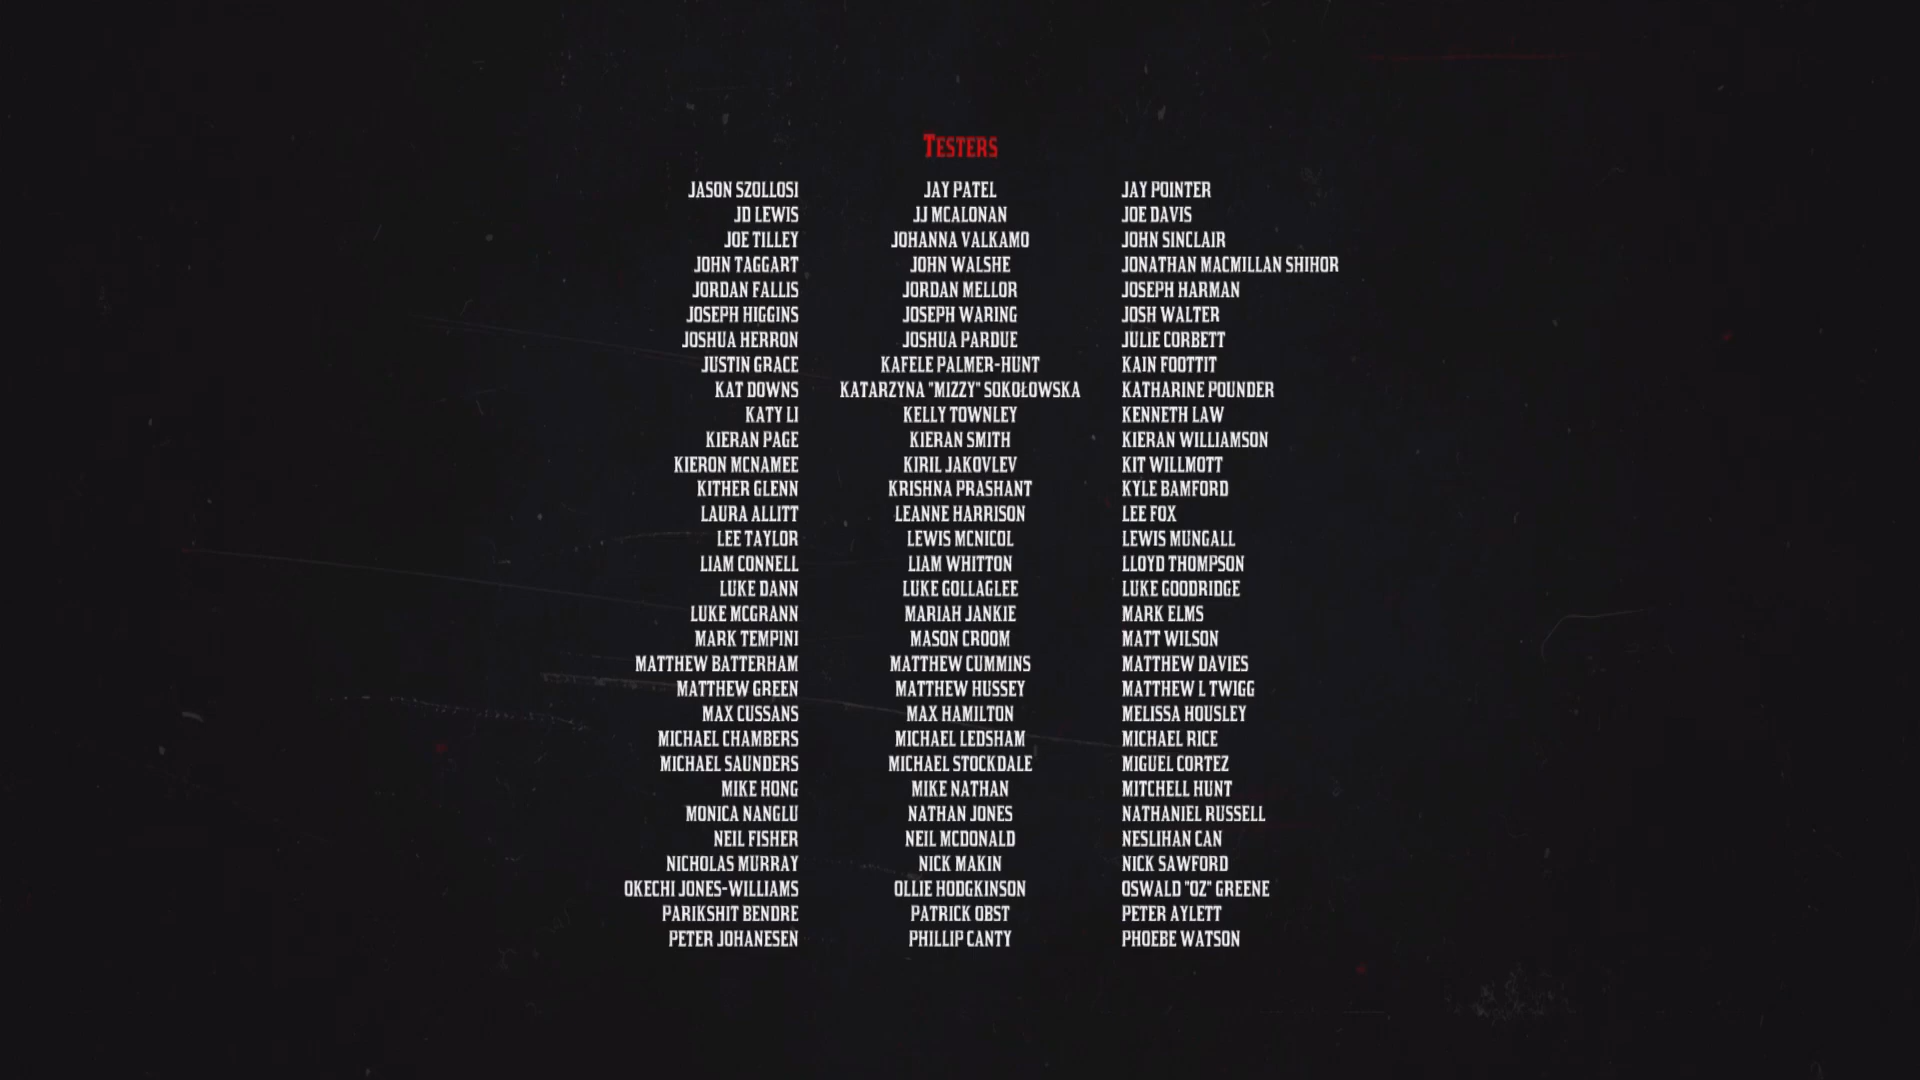 TESTERS
JASON SZOLLOSI JAY PATEL JAY POINTER
JD LEWIS JJ MCALONAN JOE DAVIS
JOE TILLEY JOHANNA VALKAMO JOHN SINCLAIR
JOHN TAGGART JOHN WALSHE JONATHAN MACMILLAN SHIHOR
JORDAN FALLIS JORDAN MELLOR JOSEPH HARMAN
JOSEPH HIGGINS JOSEPH WARING JOSH WALTER
JOSHUA HERRON JOSHUA PARDUE JULIE CORBETT
JUSTIN GRACE KAFELE PALMER-HUNT KAIN FOOTTIT
KAT DOWNS KATARZYNA "MIZZY" SOKOŁOWSKA KATHARINE POUNDER
KATY LI KELLY TOWNLEY KENNETH LAW
KIERAN PAGE KIERAN SMITH KIERAN WILLIAMSON
KIERON MCNAMEE KIRIL JAKOVLEV KIT WILLMOTT
KITHER GLENN KRISHNA PRASHANT KYLE BAMFORD
LAURA ALLITT LEANNE HARRISON LEE FOX
LEE TAYLOR LEWIS MCNICOL LEWIS MUNGALL
LIAM CONNELL LIAM WHITTON LLOYD THOMPSON
LUKE DANN LUKE GOLLAGLEE LUKE GOODRIDGE
LUKE MCGRANN MARIAH JANKIE MARK ELMS
MARK TEMPINI MASON CROOM MATT WILSON
MATTHEW BATTERHAM MATTHEW CUMMINS MATTHEW DAVIES
MATTHEW GREEN MATTHEW HUSSEY MATTHEW L TWIGG
MAX CUSSANS MAX HAMILTON MELISSA HOUSLEY
MICHAEL CHAMBERS MICHAEL LEDSHAM MICHAEL RICE
MICHAEL SAUNDERS MICHAEL STOCKDALE MIGUEL CORTEZ
MIKE HONG MIKE NATHAN MITCHELL HUNT
MONICA NANGLU NATHAN JONES NATHANIEL RUSSELL
NEIL FISHER NEIL MCDONALD NESLIHAN CAN
NICHOLAS MURRAY NICK MAKIN NICK SAWFORD
OKECHI JONES-WILLIAMS OLLIE HODGKINSON OSWALD "OZ" GREENE
PARIKSHIT BENDRE PATRICK OBST PETER AYLETT
PETER JOHANESEN PHILLIP CANTY PHOEBE WATSON